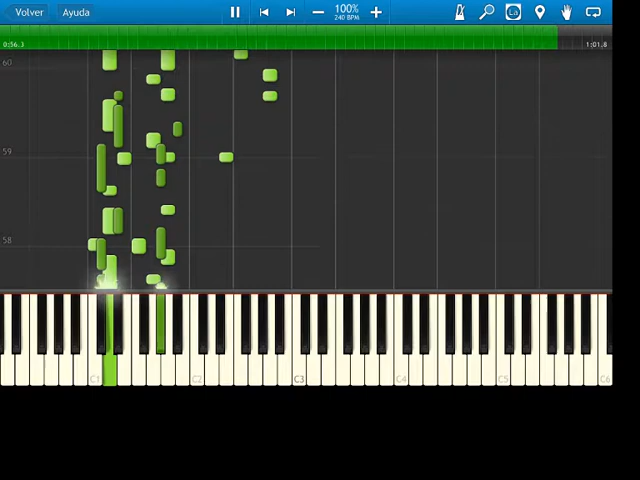 Volver Ayuda 100%
240 BPM
La
0:56.3 1:01.8
60
59
58
C1 C2 C3 C4 C5 C6